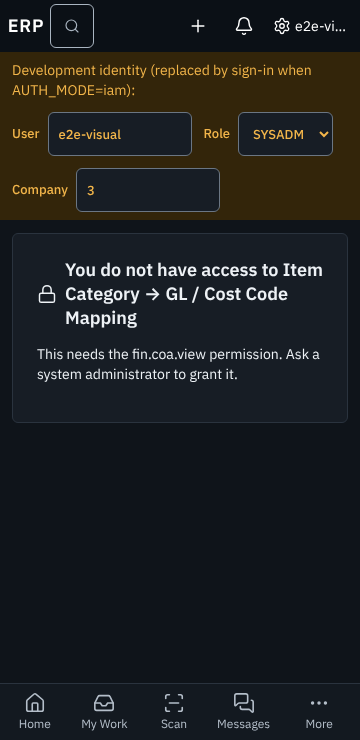 ERP
e2e-vi...
Development identity (replaced by sign-in when
AUTH_MODE=iam):
User e2e-visual Role SYSADM
Company 3
You do not have access to Item
Category → GL / Cost Code
Mapping
This needs the fin.coa.view permission. Ask a
system administrator to grant it.
Home My Work Scan Messages More